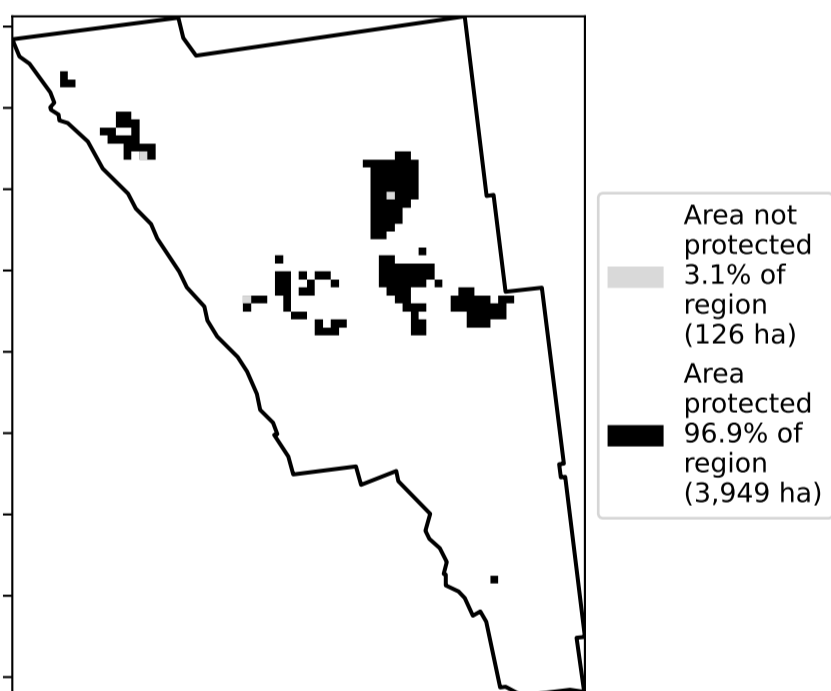 Area not
protected
3.1% of
region
(126 ha)
Area
protected
96.9% of
region
(3,949 ha)